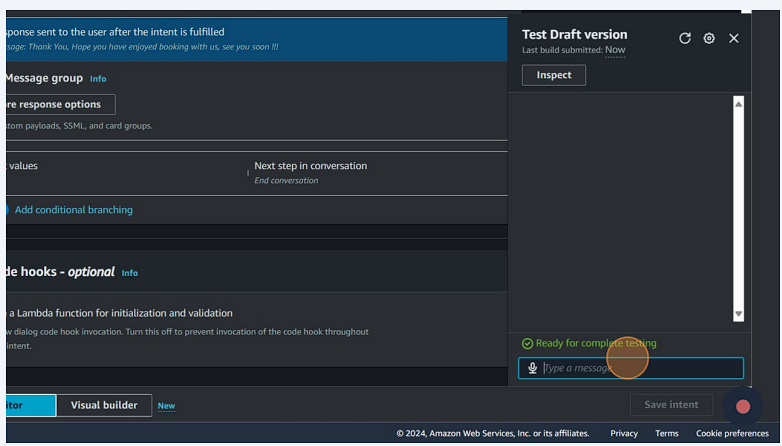 sponse sent to the user after the intent is fulfilled
ssage: Thank You, Hope you have enjoyed booking with us, see you soon !!!
Message group Info
re response options
stom payloads, SSML, and card groups.
values
Next step in conversation
End conversation
Add conditional branching
de hooks - optional Info
a Lambda function for initialization and validation
w dialog code hook invocation. Turn this off to prevent invocation of the code hook throughout
intent.
itor
Visual builder
New
Test Draft version
Last build submitted: Now
Inspect
Ready for complete testing
Type a message
Save intent
© 2024, Amazon Web Services, Inc. or its affiliates. Privacy Terms Cookie preferences